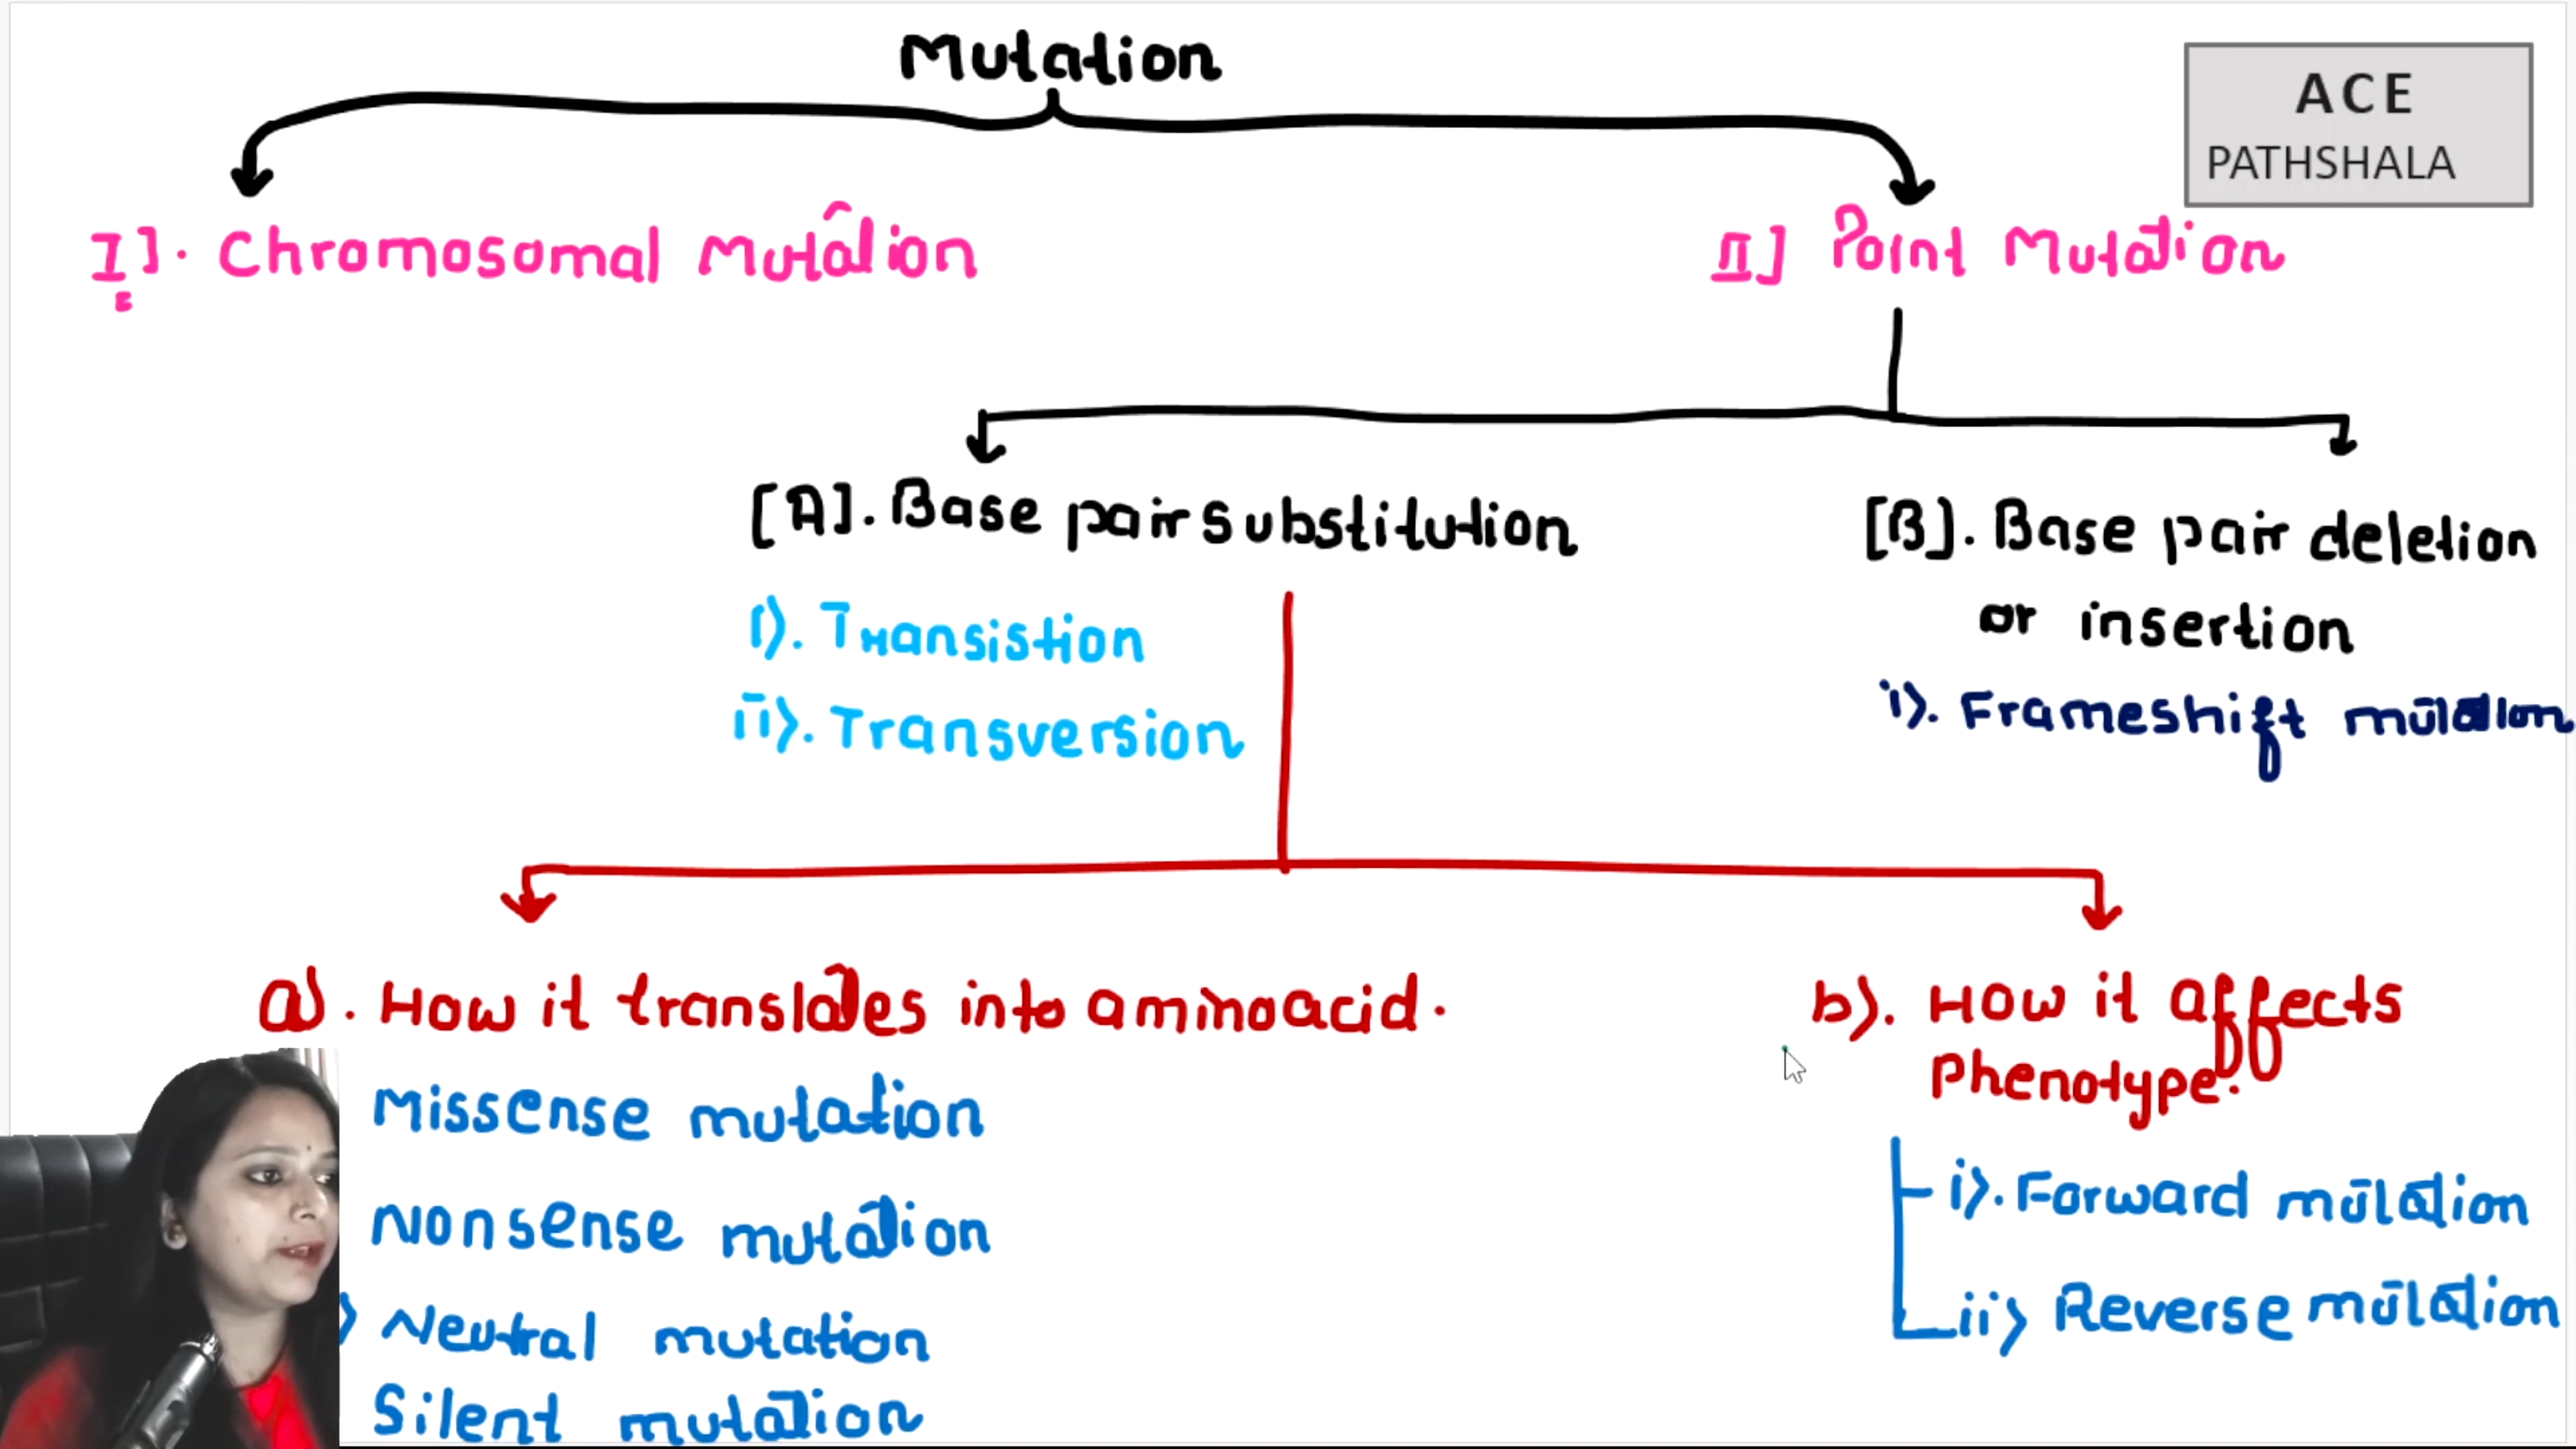 Mutation
ACE
PATHSHALA
I]. Chromosomal Mutation
II] Point Mutation
[A]. Base pair substitution
[B]. Base pair deletion
or insertion
i). Transistion
ii). Transversion
i). Frameshift mutation
a). How it translates into aminoacid.
b). How it affects
Phenotype.
Missense mutation
Nonsense mutation
) Neutral mutation
Silent mutation
i). Forward mutation
ii) Reverse mutation